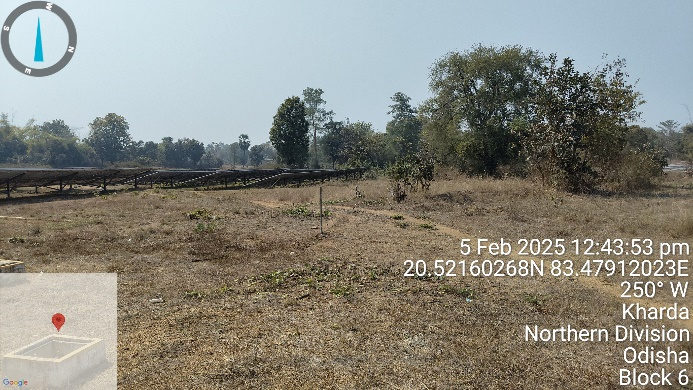 5 Feb 2025 12:43:53 pm
20.52160268N 83.47912023E
250° W
Kharda
Northern Division
Odisha
Block 6
Google